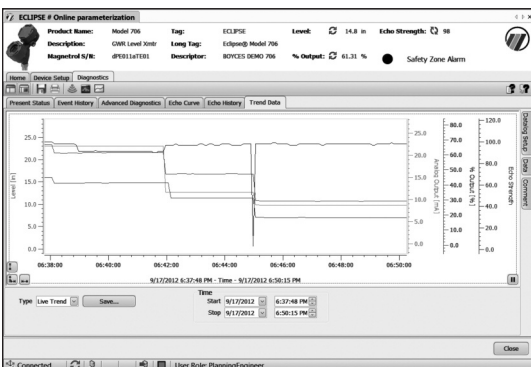 ECLIPSE # Online parameterization
Product Name: Model 706 Tag: ECLIPSE Level: 14.8 in Echo Strength: 98
Description: GWR Level Xmtr Long Tag: Eclipse® Model 706
Magnetrol S/N: dPE011aTE01 Descriptor: BOYCES DEMO 706 % Output: 61.31 % Safety Zone Alarm
Home Device Setup Diagnostics
Present Status Event History Advanced Diagnostics Echo Curve Echo History Trend Data
Datalog Setup Data Comment
Level [in]
25.0
20.0
15.0
10.0
5.0
0.0
Analog Output [mA]
25.0
20.0
15.0
10.0
5.0
0.0
% Output [%]
80.0
70.0
60.0
50.0
40.0
30.0
20.0
10.0
0.0
Echo Strength
120.0
100.0
80.0
60.0
40.0
20.0
0.0
06:38:00 06:40:00 06:42:00 06:44:00 06:46:00 06:48:00 06:50:00
9/17/2012 6:37:48 PM - Time - 9/17/2012 6:50:15 PM
Type Live Trend Save...
Time
Start 9/17/2012 6:37:48 PM
Stop 9/17/2012 6:50:15 PM
Close
Connected User Role: PlanningEngineer